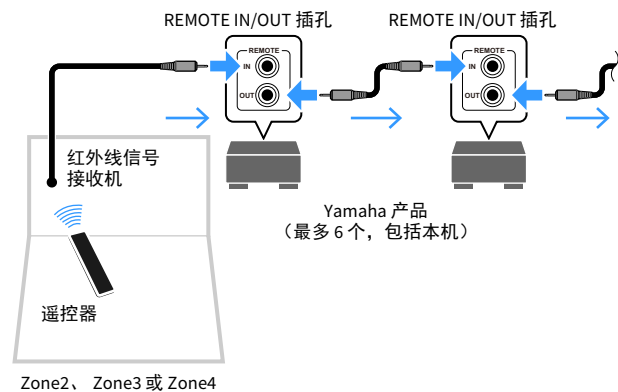 REMOTE IN/OUT 插孔
REMOTE IN/OUT 插孔
REMOTE
IN
OUT
REMOTE
IN
OUT
红外线信号
接收机
Yamaha 产品
（最多 6 个，包括本机）
遥控器
Zone2、 Zone3 或 Zone4